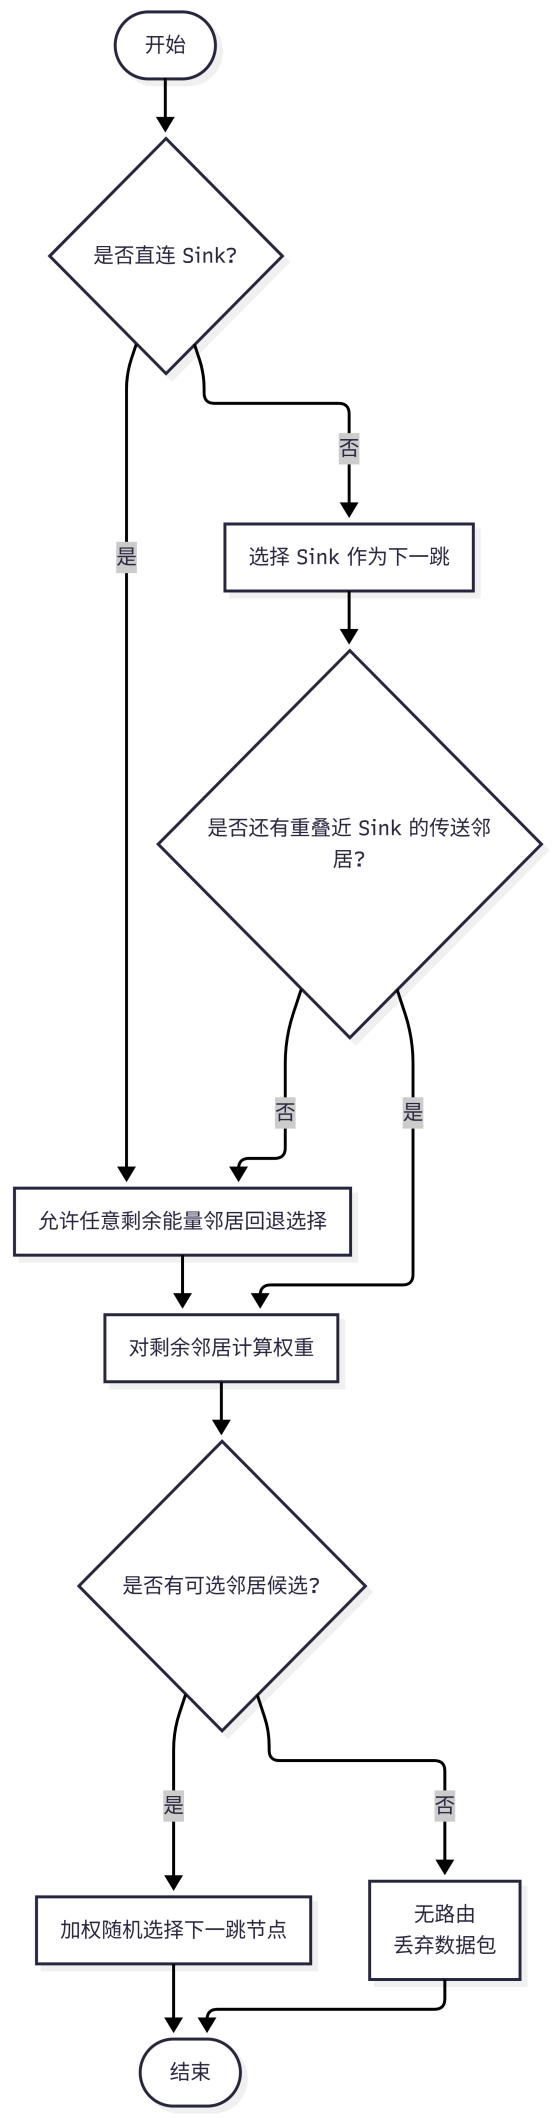 开始
是否直连 Sink?
否
是
选择 Sink 作为下一跳
是否还有重叠近 Sink 的传送邻
居?
否
是
允许任意剩余能量邻居回退选择
对剩余邻居计算权重
是否有可选邻居候选?
是
否
加权随机选择下一跳节点
无路由
丢弃数据包
结束